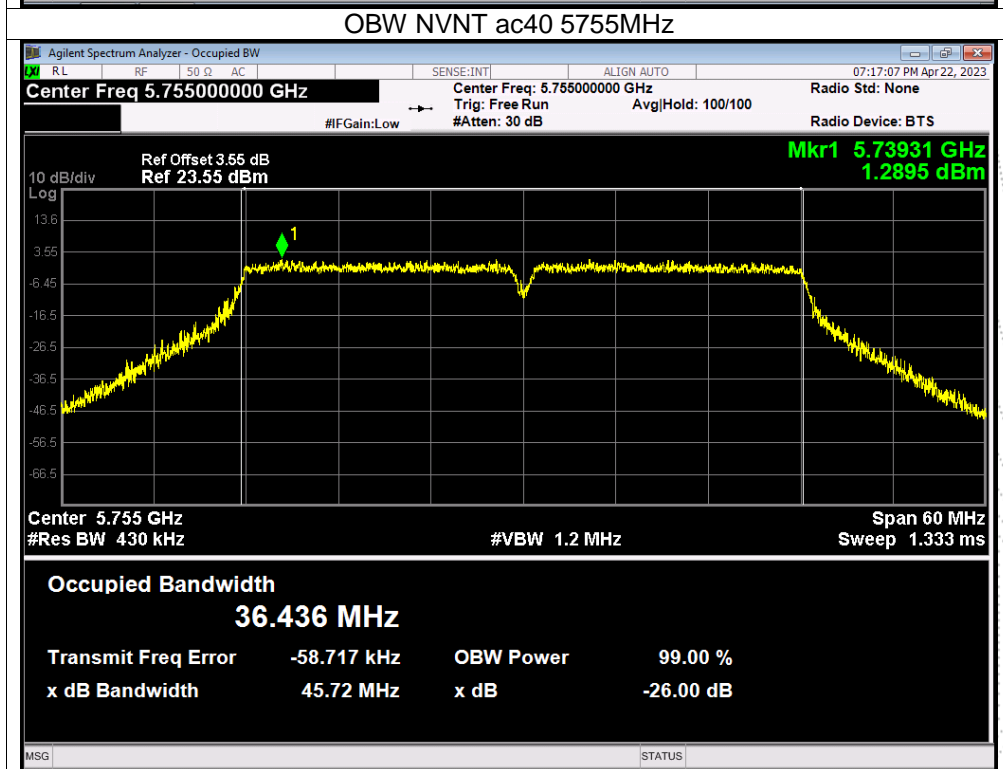 OBW NVNT ac40 5755MHz
Agilent Spectrum Analyzer - Occupied BW
LXI RL RF 50 Ω AC SENSE:INT ALIGN AUTO 07:17:07 PM Apr 22, 2023
Center Freq 5.755000000 GHz Center Freq: 5.755000000 GHz Radio Std: None
Trig: Free Run Avg|Hold: 100/100
#IFGain:Low #Atten: 30 dB Radio Device: BTS
Mkr1 5.73931 GHz
1.2895 dBm
Ref Offset 3.55 dB
10 dB/div Ref 23.55 dBm
Log
13.6
1
3.55
-6.45
-16.5
-26.5
-36.5
-46.5
-56.5
-66.5
Center 5.755 GHz Span 60 MHz
#Res BW 430 kHz #VBW 1.2 MHz Sweep 1.333 ms
Occupied Bandwidth
36.436 MHz
Transmit Freq Error -58.717 kHz OBW Power 99.00 %
x dB Bandwidth 45.72 MHz x dB -26.00 dB
MSG STATUS